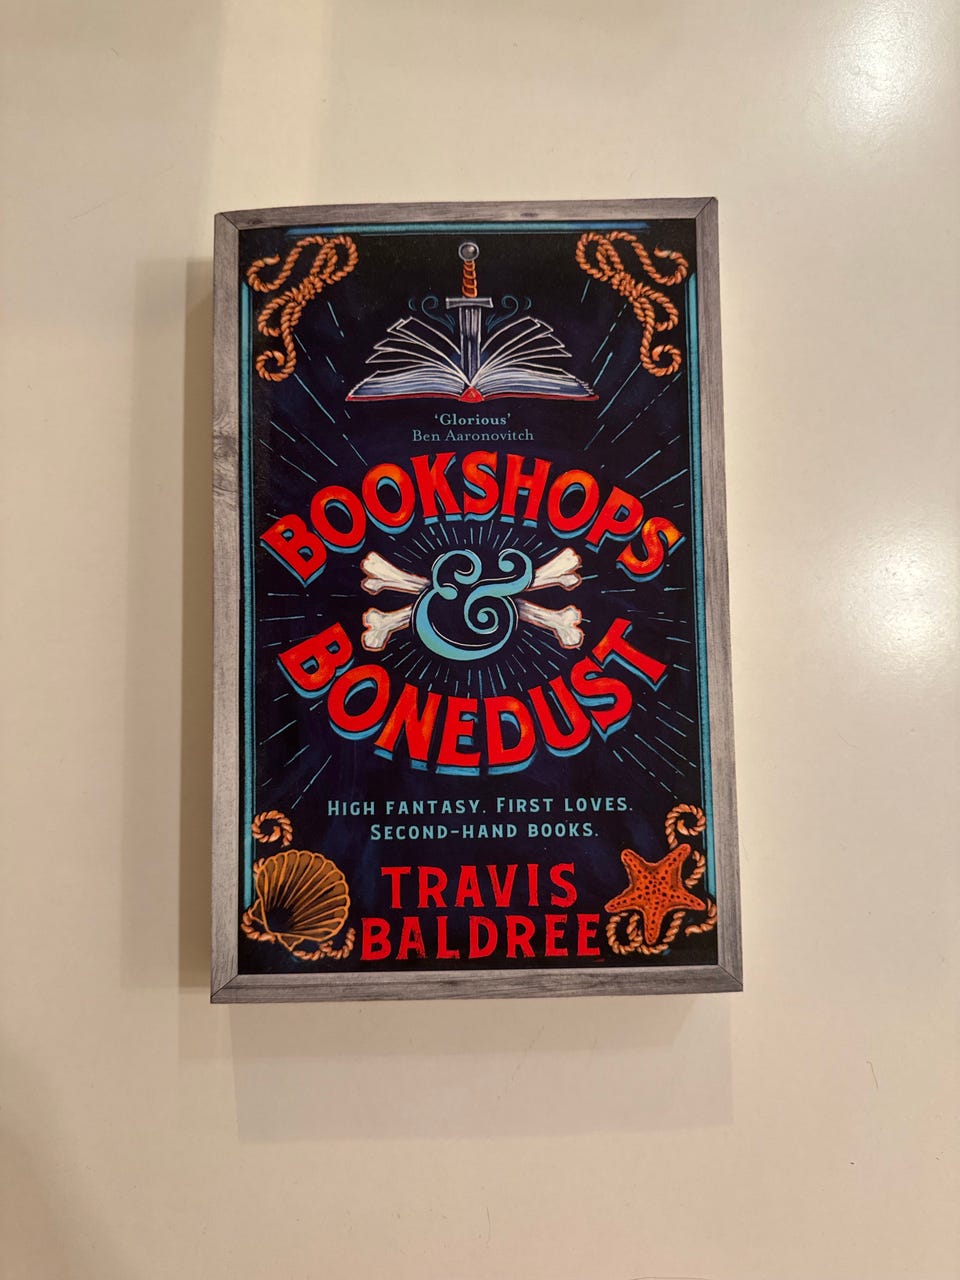 'Glorious'
Ben Aaronovitch
BOOKSHOPS
&
BONEDUST
HIGH FANTASY. FIRST LOVES.
SECOND-HAND BOOKS.
TRAVIS
BALDREE